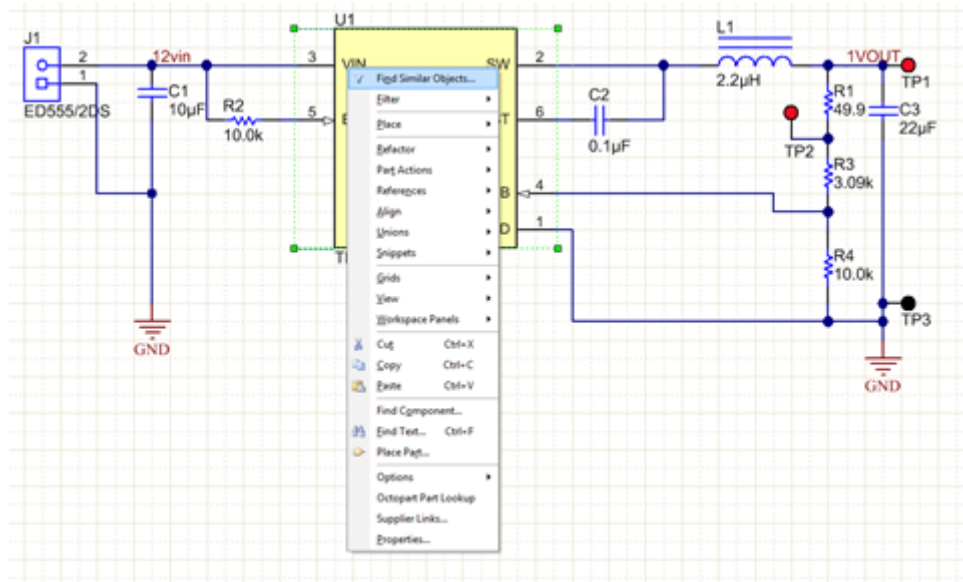 U1
J1
2
12vin
3
VIN
SW
2
L1
2.2µH
1VOUT
TP1
1
ED555/2DS
C1
10µF
R2
10.0k
5
6
C2
0.1µF
R1
49.9
C3
22µF
TP2
R3
3.09k
B
4
D
1
R4
10.0k
TP3
GND
GND
Find Similar Objects...
Filter
Place
Refactor
Part Actions
References
Align
Unions
Snippets
Grids
View
Workspace Panels
Cut Ctrl+X
Copy Ctrl+C
Paste Ctrl+V
Find Component...
Find Text... Ctrl+F
Place Part...
Options
Octopart Part Lookup
Supplier Links...
Properties...